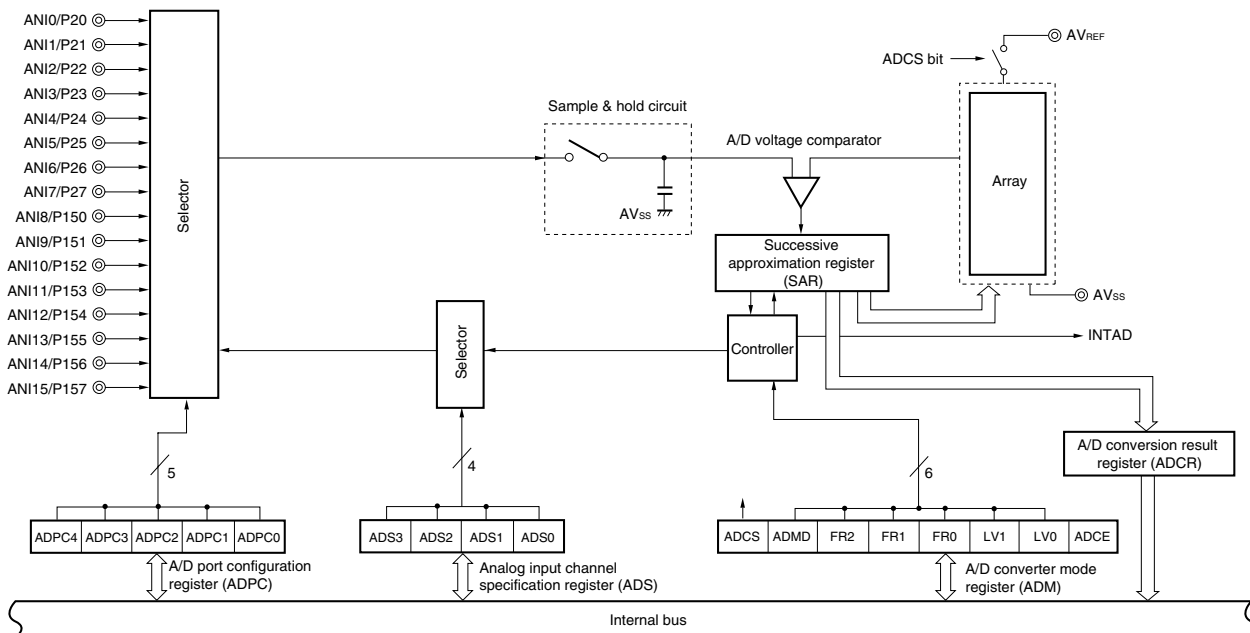 ANI0/P20
ANI1/P21
ANI2/P22
ANI3/P23
ANI4/P24
ANI5/P25
ANI6/P26
ANI7/P27
ANI8/P150
ANI9/P151
ANI10/P152
ANI11/P153
ANI12/P154
ANI13/P155
ANI14/P156
ANI15/P157
Selector
Sample & hold circuit
AVSS
A/D voltage comparator
ADCS bit
AVREF
Array
AVSS
Successive
approximation register
(SAR)
Controller
INTAD
Selector
A/D conversion result
register (ADCR)
5
4
6
ADPC4 ADPC3 ADPC2 ADPC1 ADPC0
A/D port configuration
register (ADPC)
ADS3 ADS2 ADS1 ADS0
Analog input channel
specification register (ADS)
ADCS ADMD FR2 FR1 FR0 LV1 LV0 ADCE
A/D converter mode
register (ADM)
Internal bus